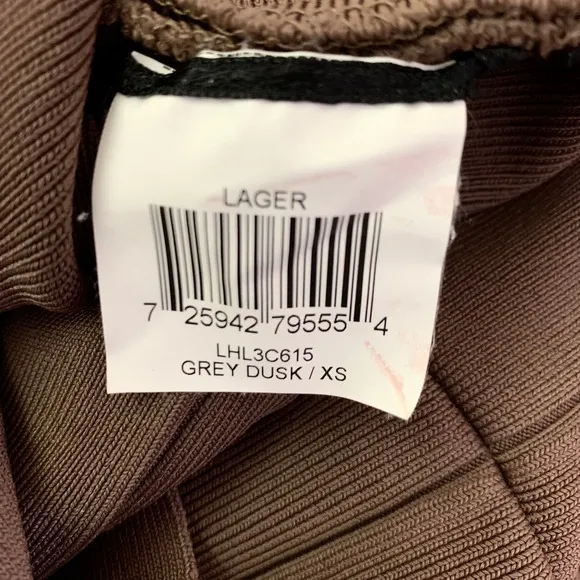 LAGER
7 25942 79555 4
LHL3C615
GREY DUSK / XS